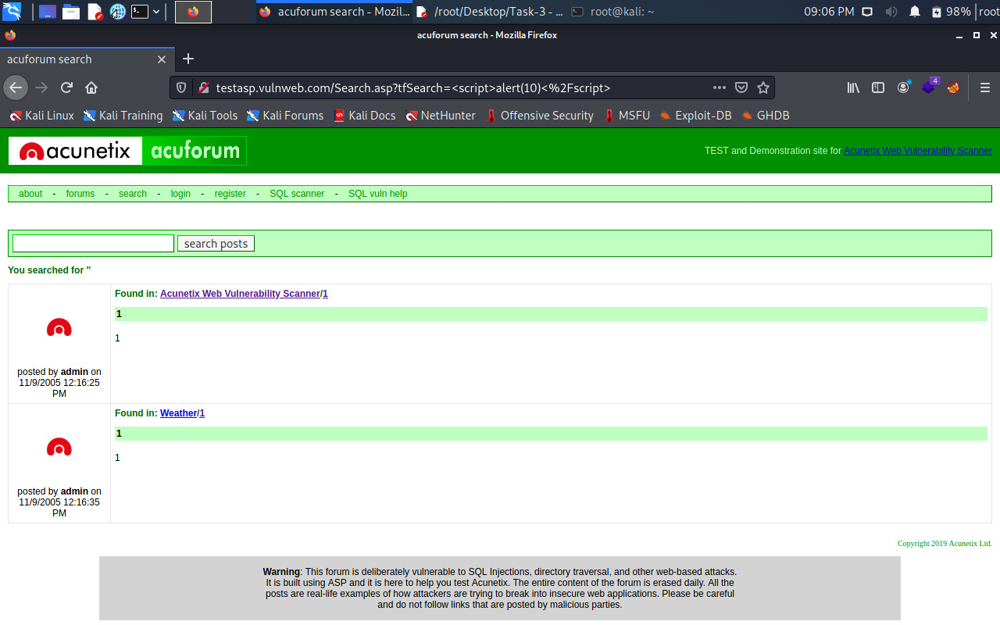 acuforum search - Mozil...
/root/Desktop/Task-3 - ...
root@kali: ~
09:06 PM
98%
root
acuforum search - Mozilla Firefox
acuforum search
testasp.vulnweb.com/Search.asp?tfSearch=<script>alert(10)<%2Fscript>
4
Kali Linux
Kali Training
Kali Tools
Kali Forums
Kali Docs
NetHunter
Offensive Security
MSFU
Exploit-DB
GHDB
acunetix acuforum
TEST and Demonstration site for Acunetix Web Vulnerability Scanner
about - forums - search - login - register - SQL scanner - SQL vuln help
search posts
You searched for ''
Found in: Acunetix Web Vulnerability Scanner/1
1
1
posted by admin on
11/9/2005 12:16:25
PM
Found in: Weather/1
1
1
posted by admin on
11/9/2005 12:16:35
PM
Copyright 2019 Acunetix Ltd.
Warning: This forum is deliberately vulnerable to SQL Injections, directory traversal, and other web-based attacks.
It is built using ASP and it is here to help you test Acunetix. The entire content of the forum is erased daily. All the
posts are real-life examples of how attackers are trying to break into insecure web applications. Please be careful
and do not follow links that are posted by malicious parties.